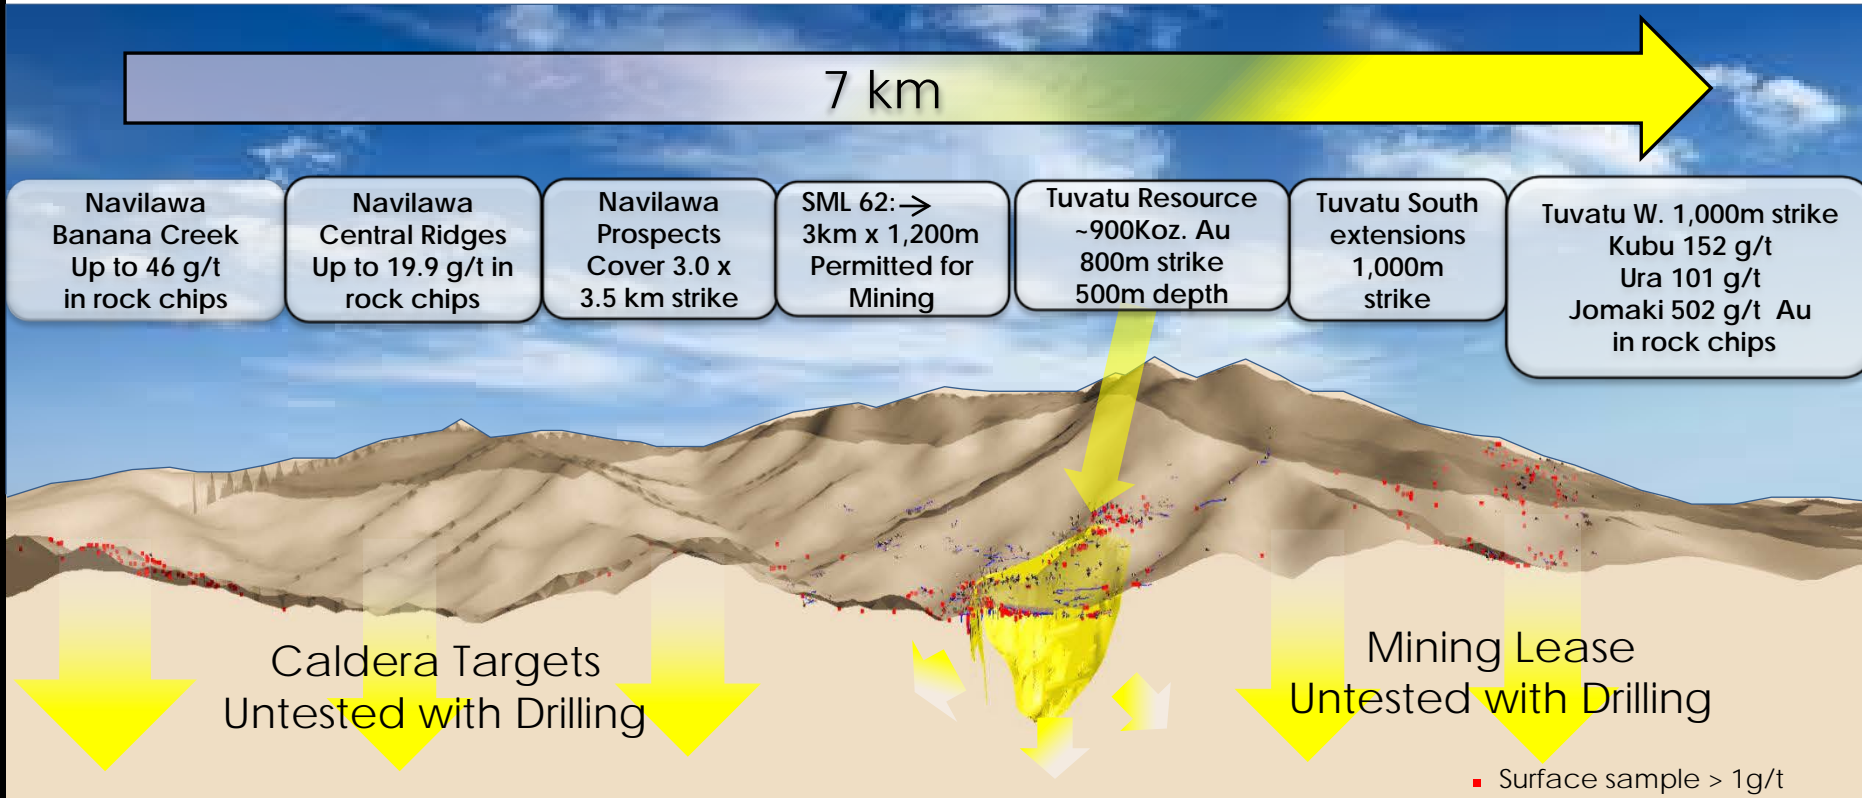 7 km
Navilawa
Banana Creek
Up to 46 g/t
in rock chips
Navilawa
Central Ridges
Up to 19.9 g/t in
rock chips
Navilawa
Prospects
Cover 3.0 x
3.5 km strike
SML 62:→
3km x 1,200m
Permitted for
Mining
Tuvatu Resource
~900Koz. Au
800m strike
500m depth
Tuvatu South
extensions
1,000m
strike
Tuvatu W. 1,000m strike
Kubu 152 g/t
Ura 101 g/t
Jomaki 502 g/t Au
in rock chips
Caldera Targets
Untested with Drilling
Mining Lease
Untested with Drilling
Surface sample > 1g/t